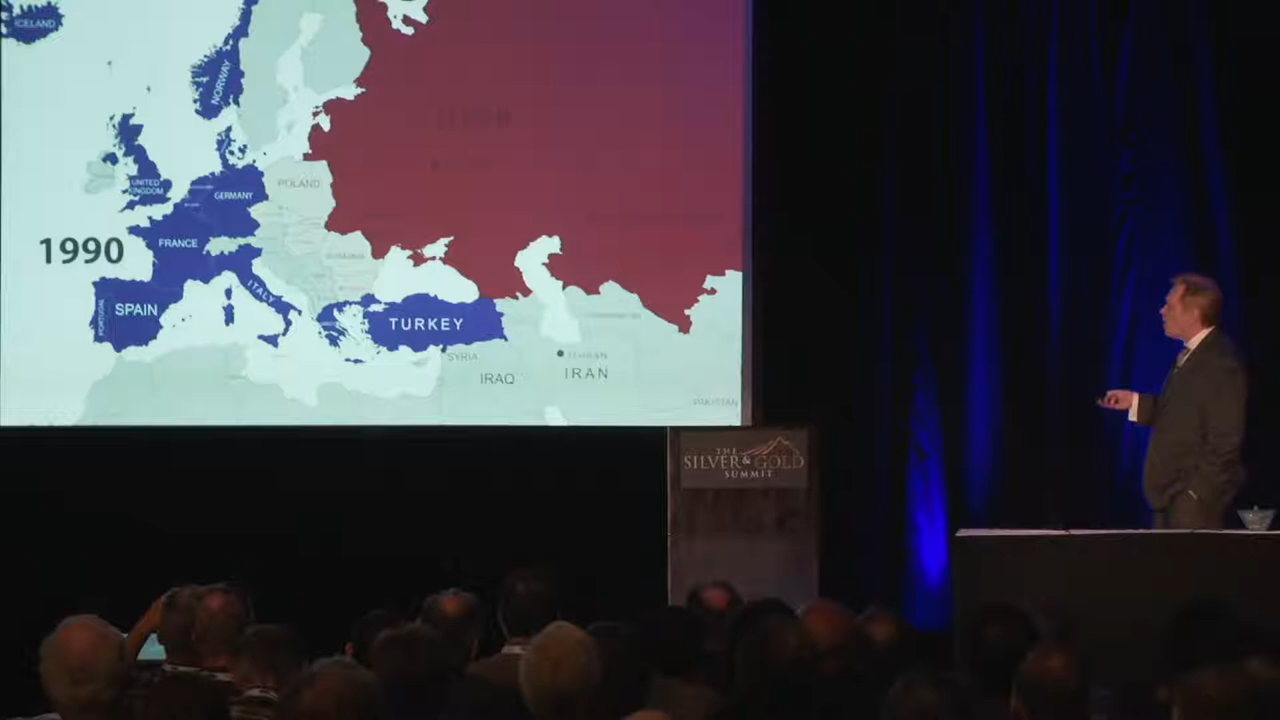 ICELAND
NORWAY
UNITED
KINGDOM
GERMANY
POLAND
1990
FRANCE
ITALY
PORTUGAL
SPAIN
TURKEY
SYRIA
TEHRAN
IRAQ
IRAN
PAKISTAN
THE
SILVER & GOLD
SUMMIT